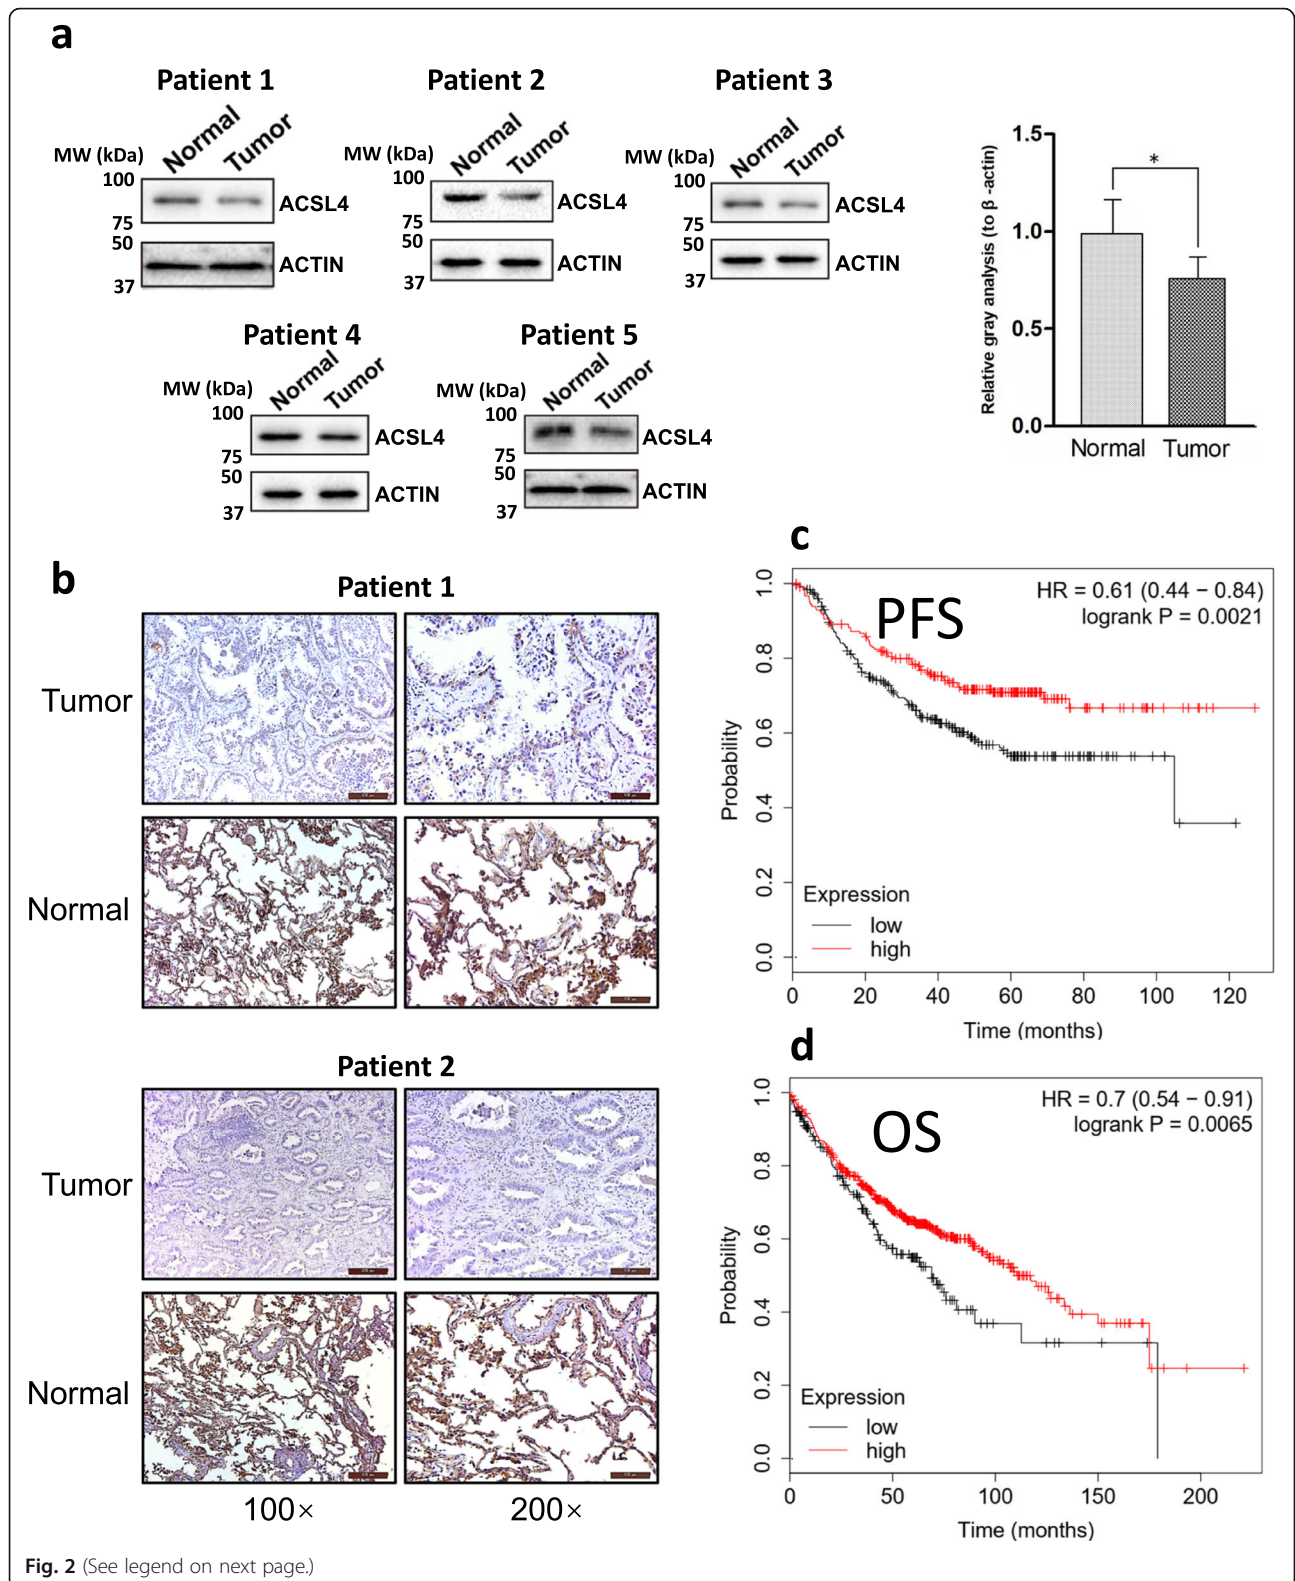 a
Patient 1
Patient 2
Patient 3
MW (kDa)
Normal
Tumor
100
75
ACSL4
50
37
ACTIN
MW (kDa)
Normal
Tumor
100
75
ACSL4
50
37
ACTIN
MW (kDa)
Normal
Tumor
100
75
ACSL4
50
37
ACTIN
Patient 4
Patient 5
MW (kDa)
Normal
Tumor
100
75
ACSL4
50
37
ACTIN
MW (kDa)
Normal
Tumor
100
75
ACSL4
50
37
ACTIN
Relative gray analysis (to β -actin)
1.5
1.0
0.5
0.0
*
Normal
Tumor
b
Patient 1
Tumor
Normal
Patient 2
Tumor
Normal
100×
200×
c
PFS
HR = 0.61 (0.44 − 0.84)
logrank P = 0.0021
Probability
1.0
0.8
0.6
0.4
0.2
0.0
Expression
low
high
0 20 40 60 80 100 120
Time (months)
d
OS
HR = 0.7 (0.54 − 0.91)
logrank P = 0.0065
Probability
1.0
0.8
0.6
0.4
0.2
0.0
Expression
low
high
0 50 100 150 200
Time (months)
Fig. 2 (See legend on next page.)